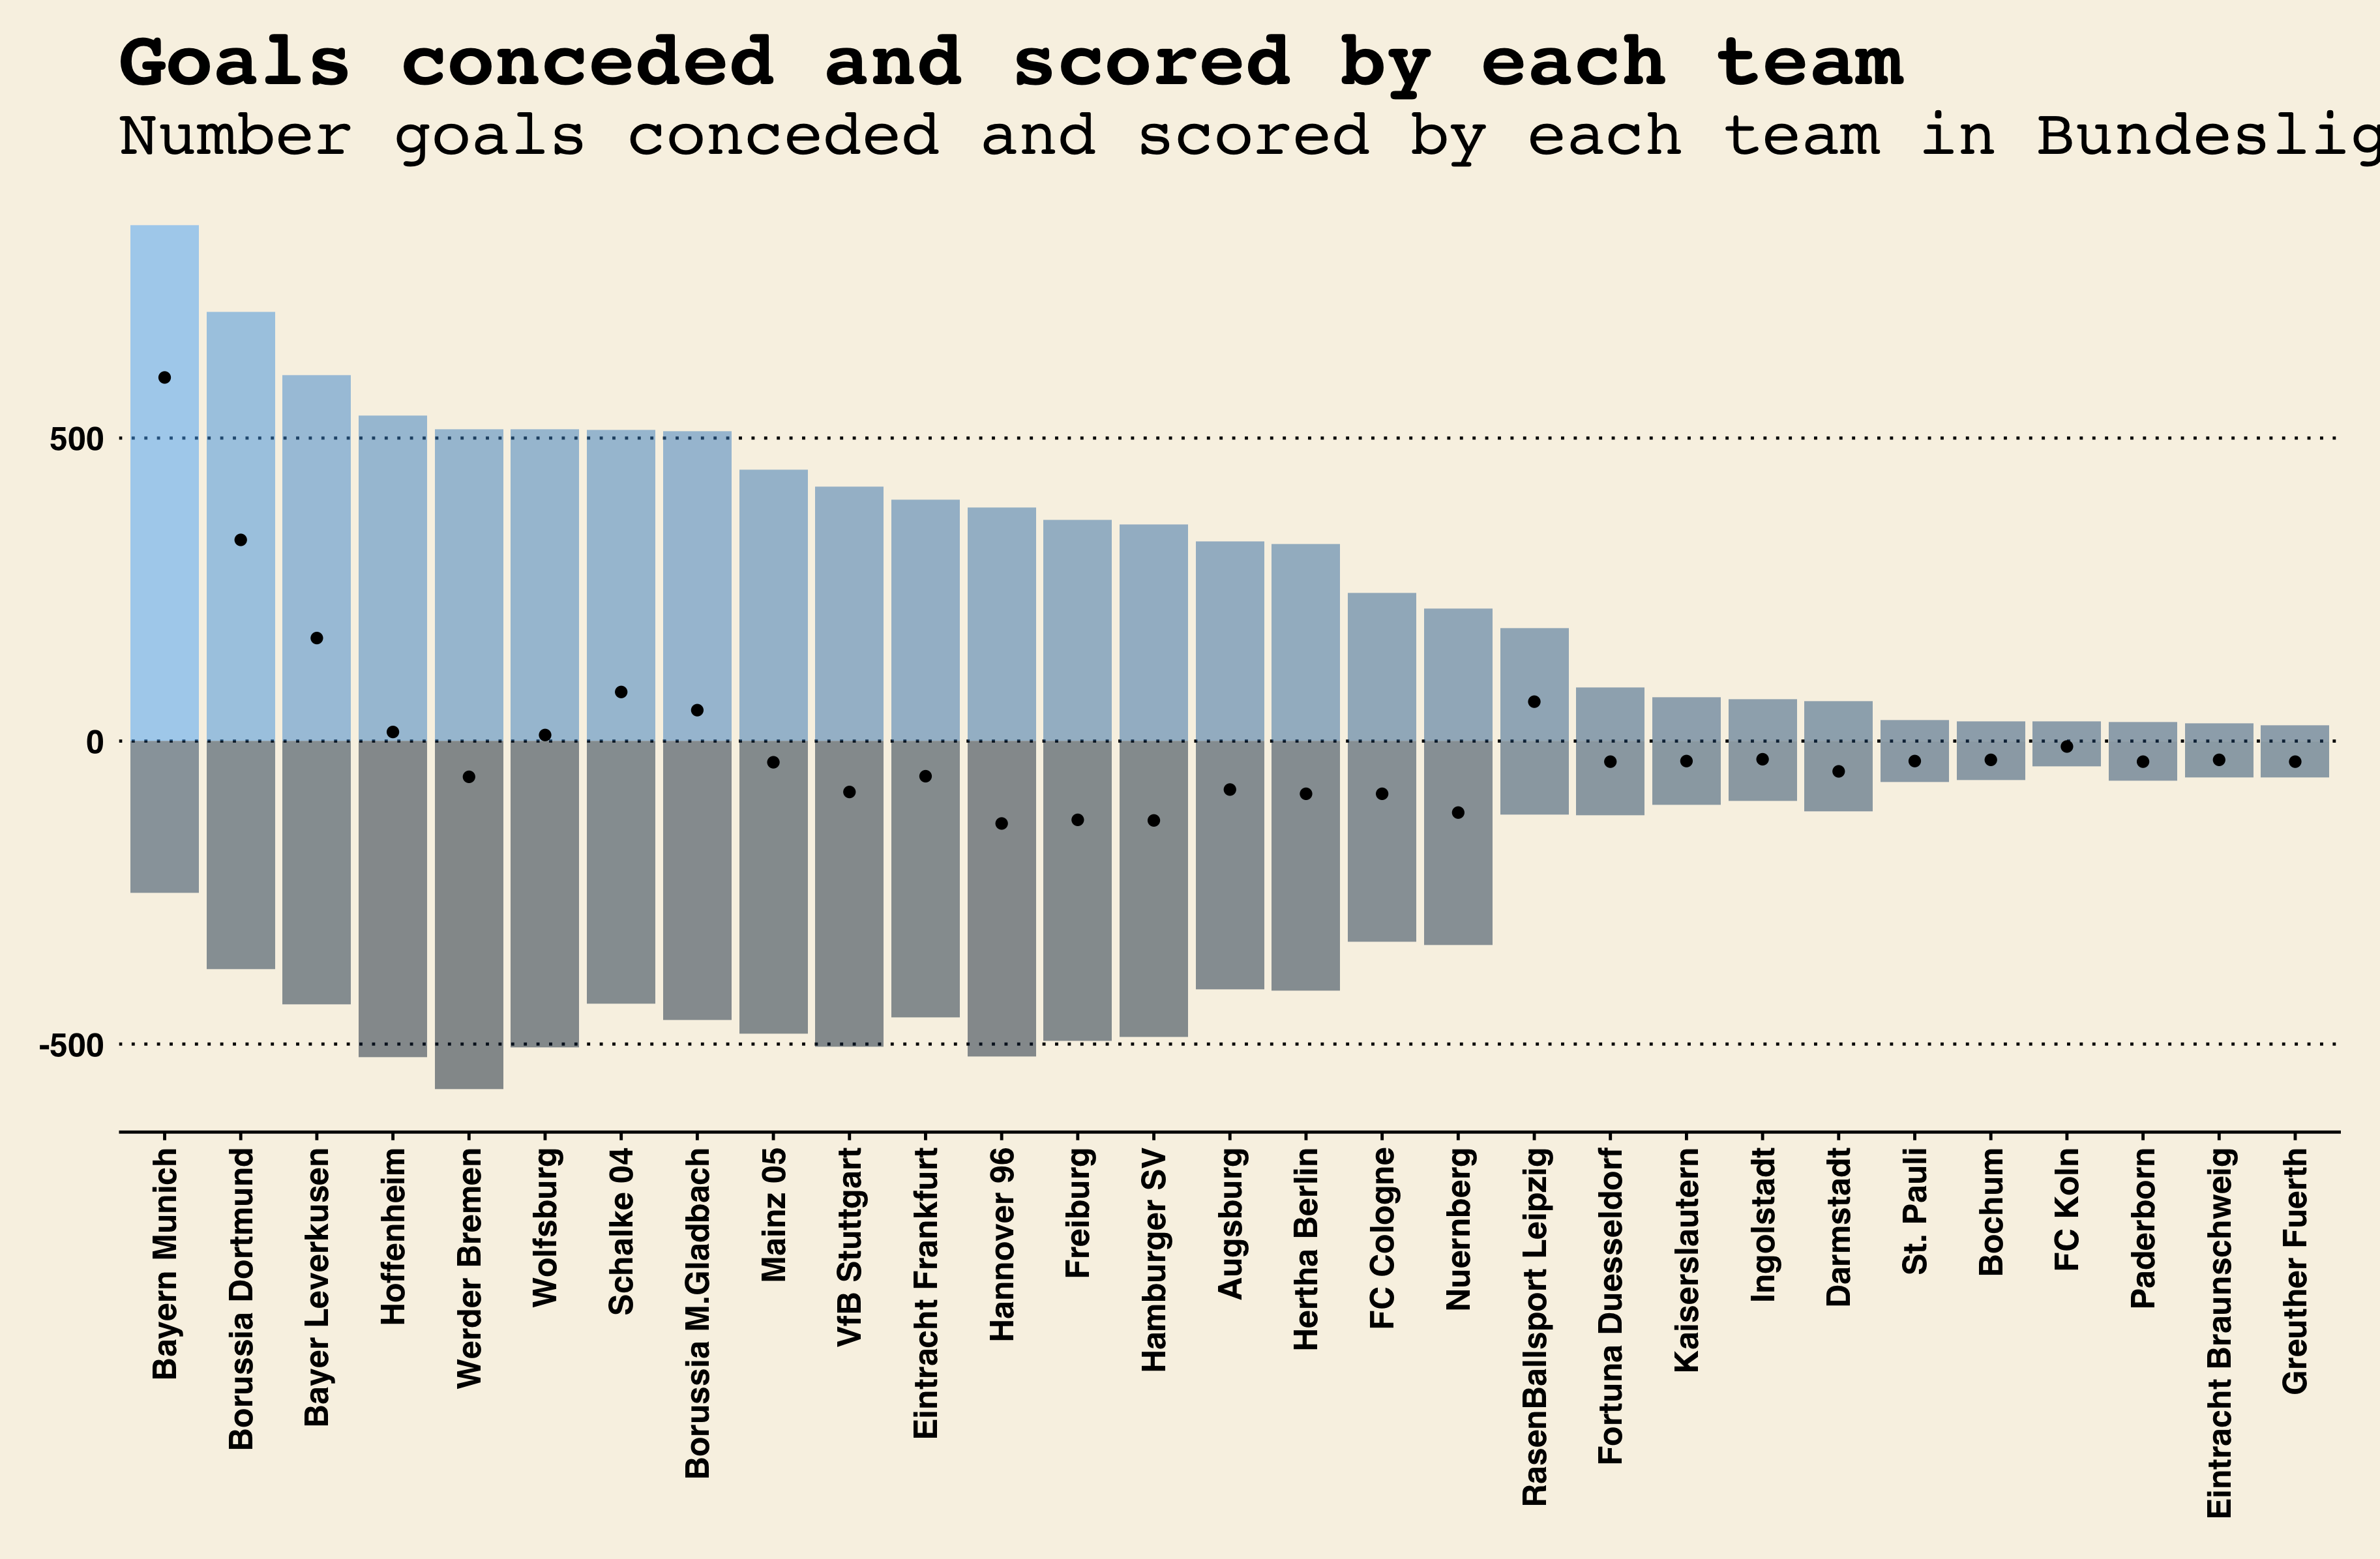 Goals conceded and scored by each team
Number goals conceded and scored by each team in Bundeslig
500
0
-500
Bayern Munich
Borussia Dortmund
Bayer Leverkusen
Hoffenheim
Werder Bremen
Wolfsburg
Schalke 04
Borussia M.Gladbach
Mainz 05
VfB Stuttgart
Eintracht Frankfurt
Hannover 96
Freiburg
Hamburger SV
Augsburg
Hertha Berlin
FC Cologne
Nuernberg
RasenBallsport Leipzig
Fortuna Duesseldorf
Kaiserslautern
Ingolstadt
Darmstadt
St. Pauli
Bochum
FC Koln
Paderborn
Eintracht Braunschweig
Greuther Fuerth